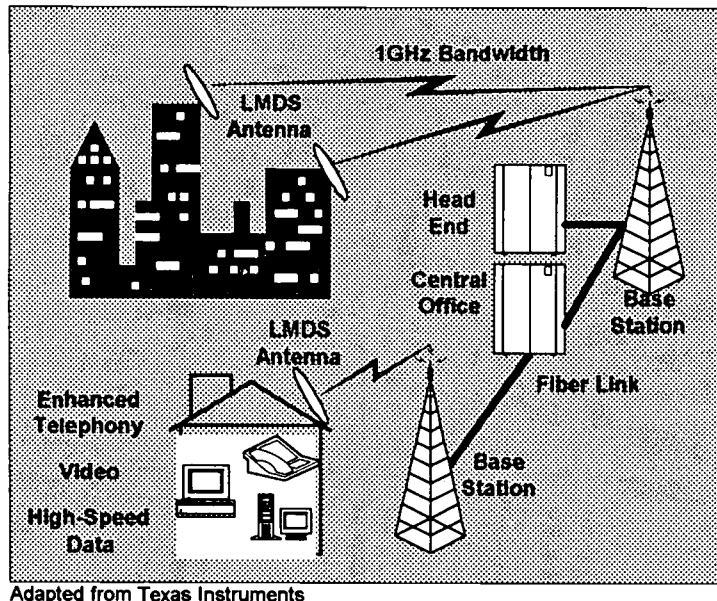 1GHz Bandwidth
LMDS
Antenna
Head
End
Central
Office
Base
Station
LMDS
Antenna
Fiber Link
Enhanced
Telephony
Video
High-Speed
Data
Base
Station
Adapted from Texas Instruments